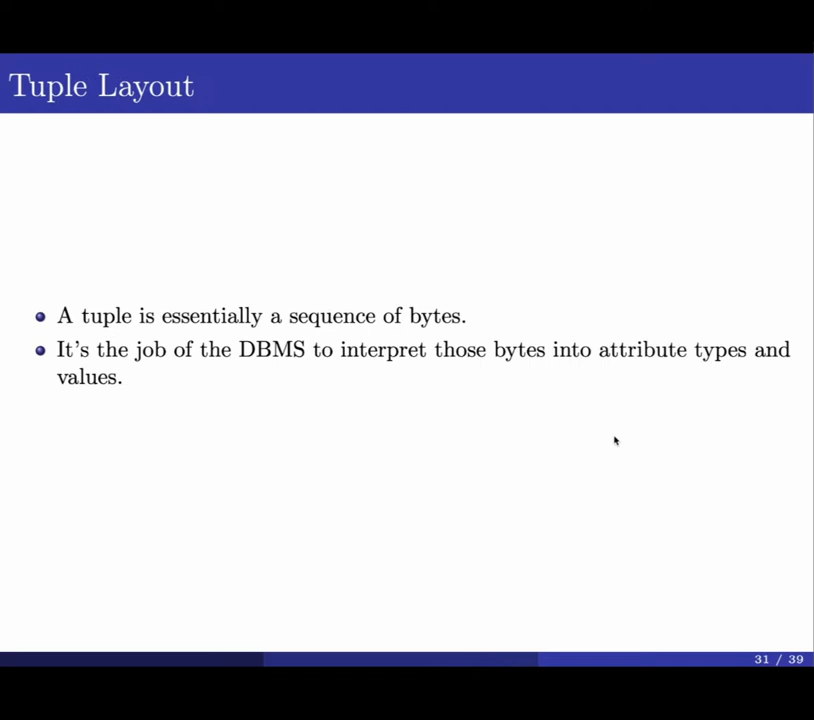 Tuple Layout
A tuple is essentially a sequence of bytes.
It's the job of the DBMS to interpret those bytes into attribute types and
values.
31 / 39